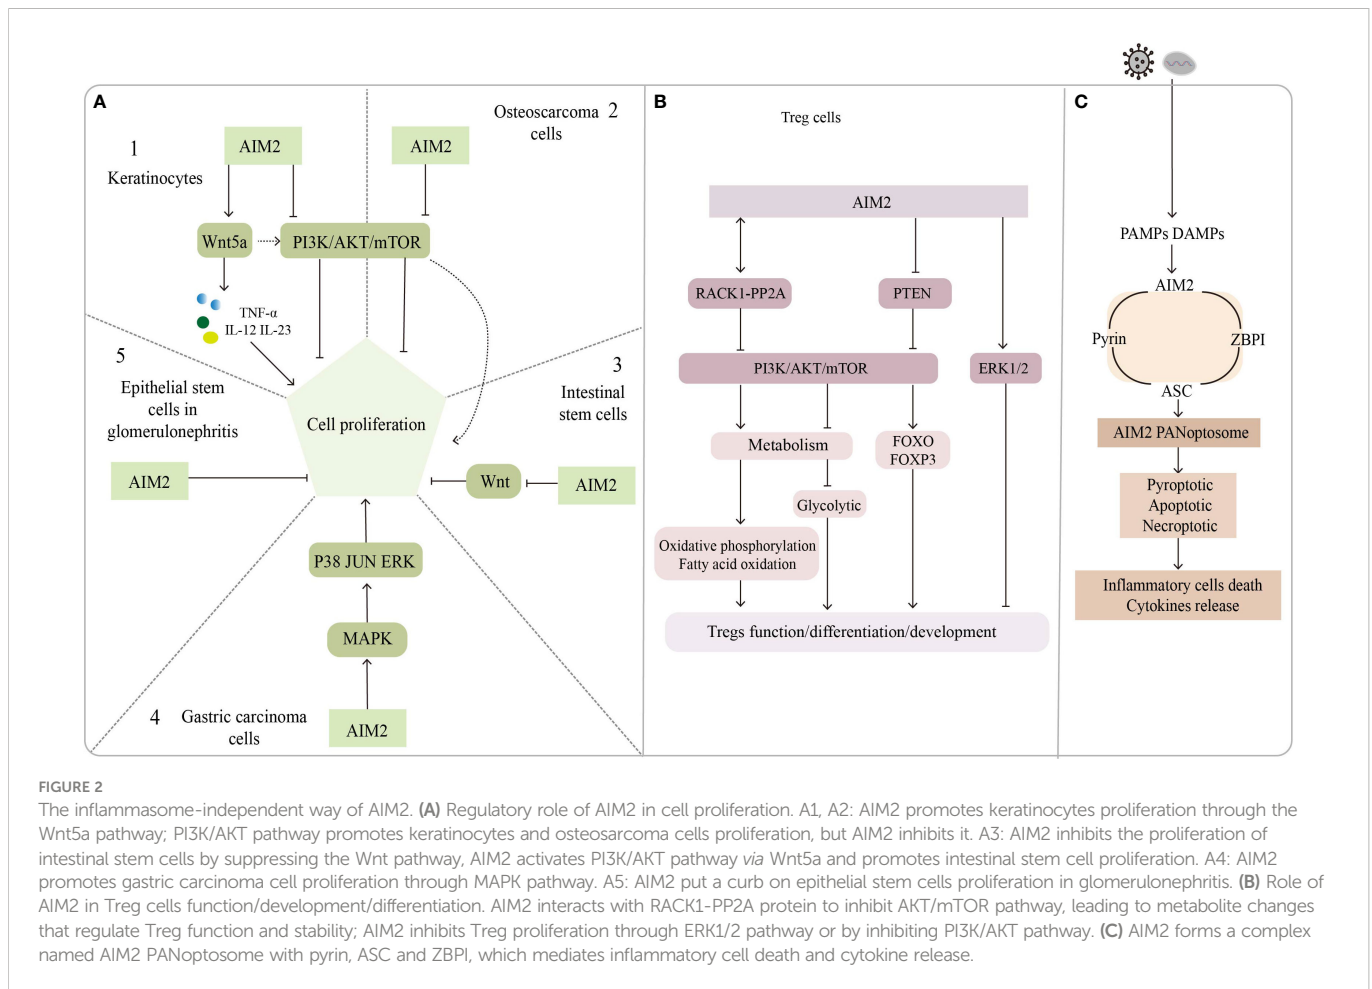 A
1
Keratinocytes
AIM2
AIM2
Osteoscarcoma 2
cells
Wnt5a
PI3K/AKT/mTOR
TNF-α
IL-12 IL-23
5
Epithelial stem
cells in
glomerulonephritis
3
Intestinal
stem cells
Cell proliferation
AIM2
Wnt
AIM2
P38 JUN ERK
MAPK
4
Gastric carcinoma
cells
AIM2
B
Treg cells
AIM2
RACK1-PP2A
PTEN
PI3K/AKT/mTOR
ERK1/2
Metabolism
FOXO
FOXP3
Glycolytic
Oxidative phosphorylation
Fatty acid oxidation
Tregs function/differentiation/development
C
PAMPs DAMPs
AIM2
Pyrin
ZBPI
ASC
AIM2 PANoptosome
Pyroptotic
Apoptotic
Necroptotic
Inflammatory cells death
Cytokines release
FIGURE 2
The inflammasome-independent way of AIM2. (A) Regulatory role of AIM2 in cell proliferation. A1, A2: AIM2 promotes keratinocytes proliferation through the
Wnt5a pathway; PI3K/AKT pathway promotes keratinocytes and osteosarcoma cells proliferation, but AIM2 inhibits it. A3: AIM2 inhibits the proliferation of
intestinal stem cells by suppressing the Wnt pathway, AIM2 activates PI3K/AKT pathway via Wnt5a and promotes intestinal stem cell proliferation. A4: AIM2
promotes gastric carcinoma cell proliferation through MAPK pathway. A5: AIM2 put a curb on epithelial stem cells proliferation in glomerulonephritis. (B) Role of
AIM2 in Treg cells function/development/differentiation. AIM2 interacts with RACK1-PP2A protein to inhibit AKT/mTOR pathway, leading to metabolite changes
that regulate Treg function and stability; AIM2 inhibits Treg proliferation through ERK1/2 pathway or by inhibiting PI3K/AKT pathway. (C) AIM2 forms a complex
named AIM2 PANoptosome with pyrin, ASC and ZBPI, which mediates inflammatory cell death and cytokine release.